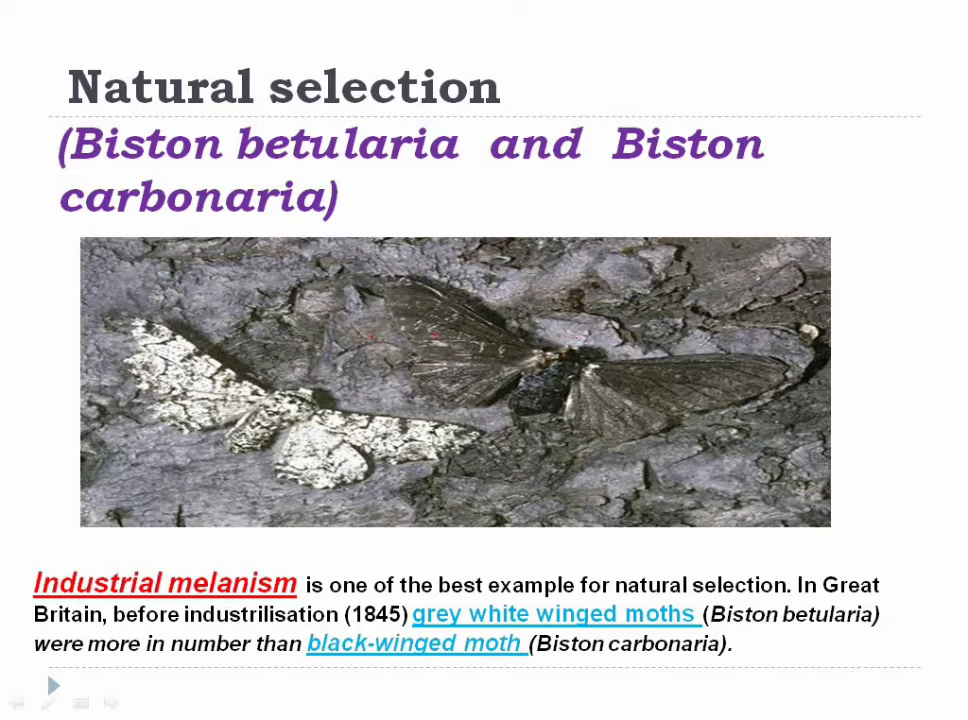 Natural selection
(Biston betularia and Biston
carbonaria)
Industrial melanism is one of the best example for natural selection. In Great
Britain, before industrilisation (1845) grey white winged moths (Biston betularia)
were more in number than black-winged moth (Biston carbonaria).